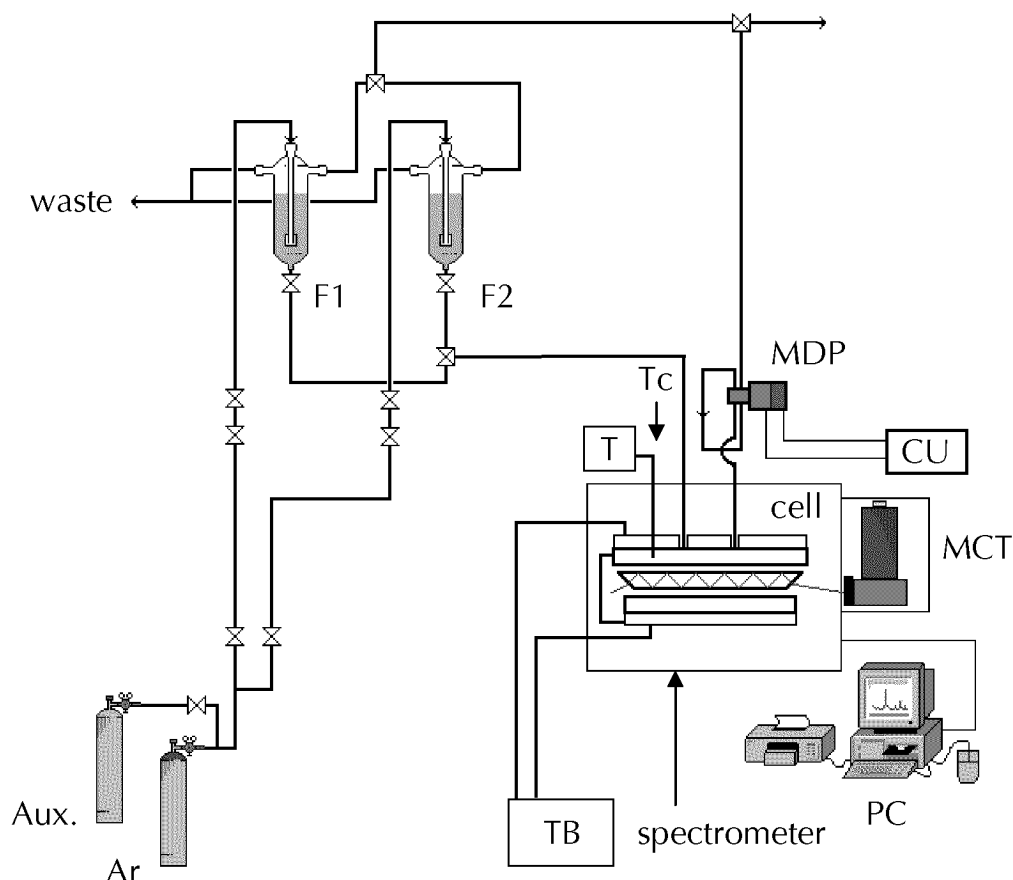 waste
F1
F2
MDP
Tc
T
CU
cell
MCT
Aux.
Ar
TB
spectrometer
PC